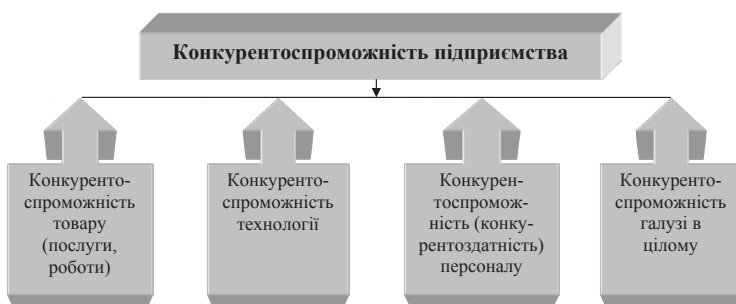 Конкурентоспроможність підприємства
Конкуренто-
спроможність
товару
(послуги,
роботи)
Конкуренто-
спроможність
технології
Конкурен-
тоспромож-
ність (конку-
рентоздатність)
персоналу
Конкуренто-
спроможність
галузі в
цілому